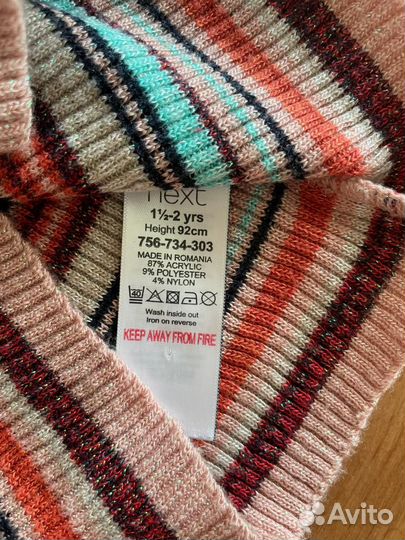 next
1½-2 yrs
Height 92cm
756-734-303
MADE IN ROMANIA
87% ACRYLIC
9% POLYESTER
4% NYLON
40
Wash inside out
Iron on reverse
KEEP AWAY FROM FIRE
Avito